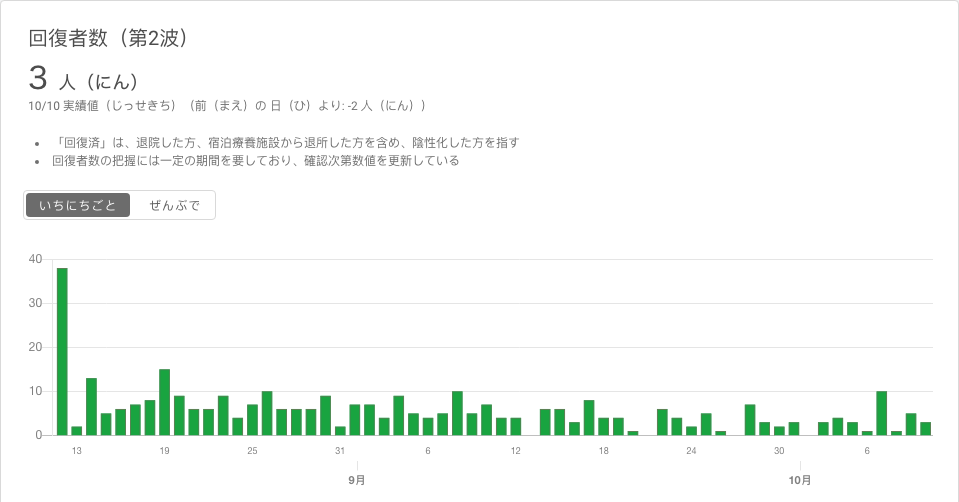 回復者数（第2波）
3 人（にん）
10/10 実績値（じっせきち）（前（まえ）の 日（ひ）より: -2 人（にん））
「回復済」は、退院した方、宿泊療養施設から退所した方を含め、陰性化した方を指す
回復者数の把握には一定の期間を要しており、確認次第数値を更新している
いちにちごと ぜんぶで
40
30
20
10
0
13 19 25 31 6 12 18 24 30 6
9月 10月